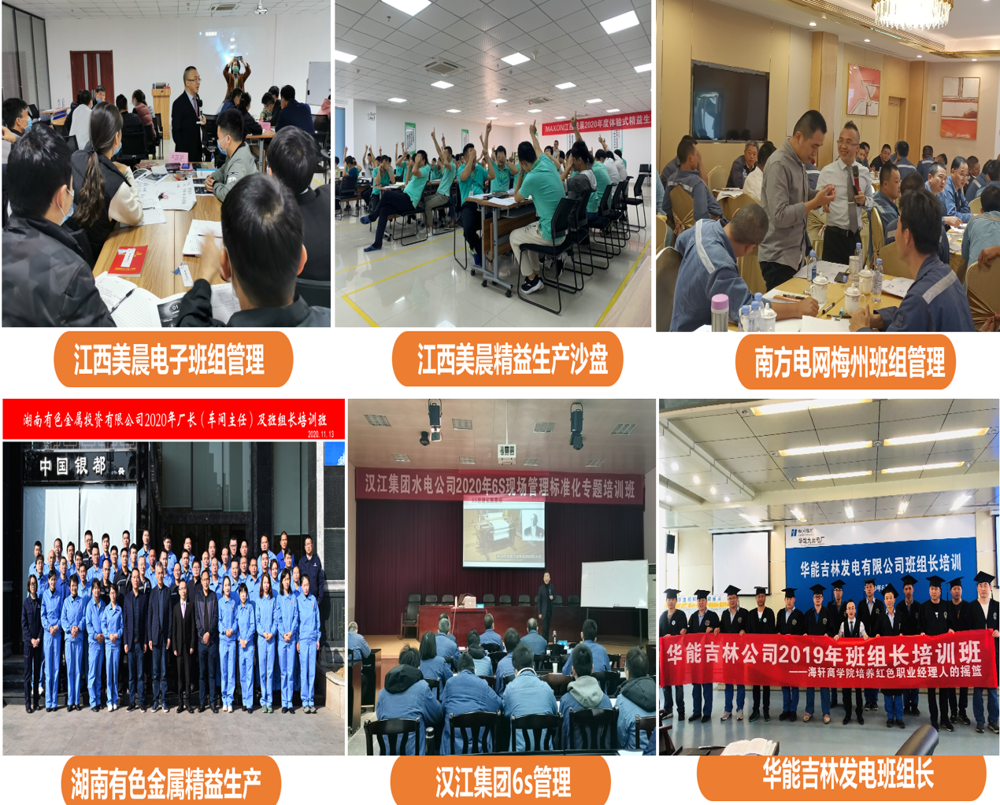 MAXON江西美晨2020年度体验式精益生
江西美晨电子班组管理
江西美晨精益生产沙盘
南方电网梅州班组管理
湖南有色金属投资有限公司2020年厂长（车间主任）及班组长培训班
2020.11.13
中国银都
汉江集团水电公司2020年6S现场管理标准化专题培训班
华能九台电厂
华能吉林发电有限公司班组长培训
华能吉林公司2019年班组长培训班
——海轩商学院培养红色职业经理人的摇篮
湖南有色金属精益生产
汉江集团6s管理
华能吉林发电班组长